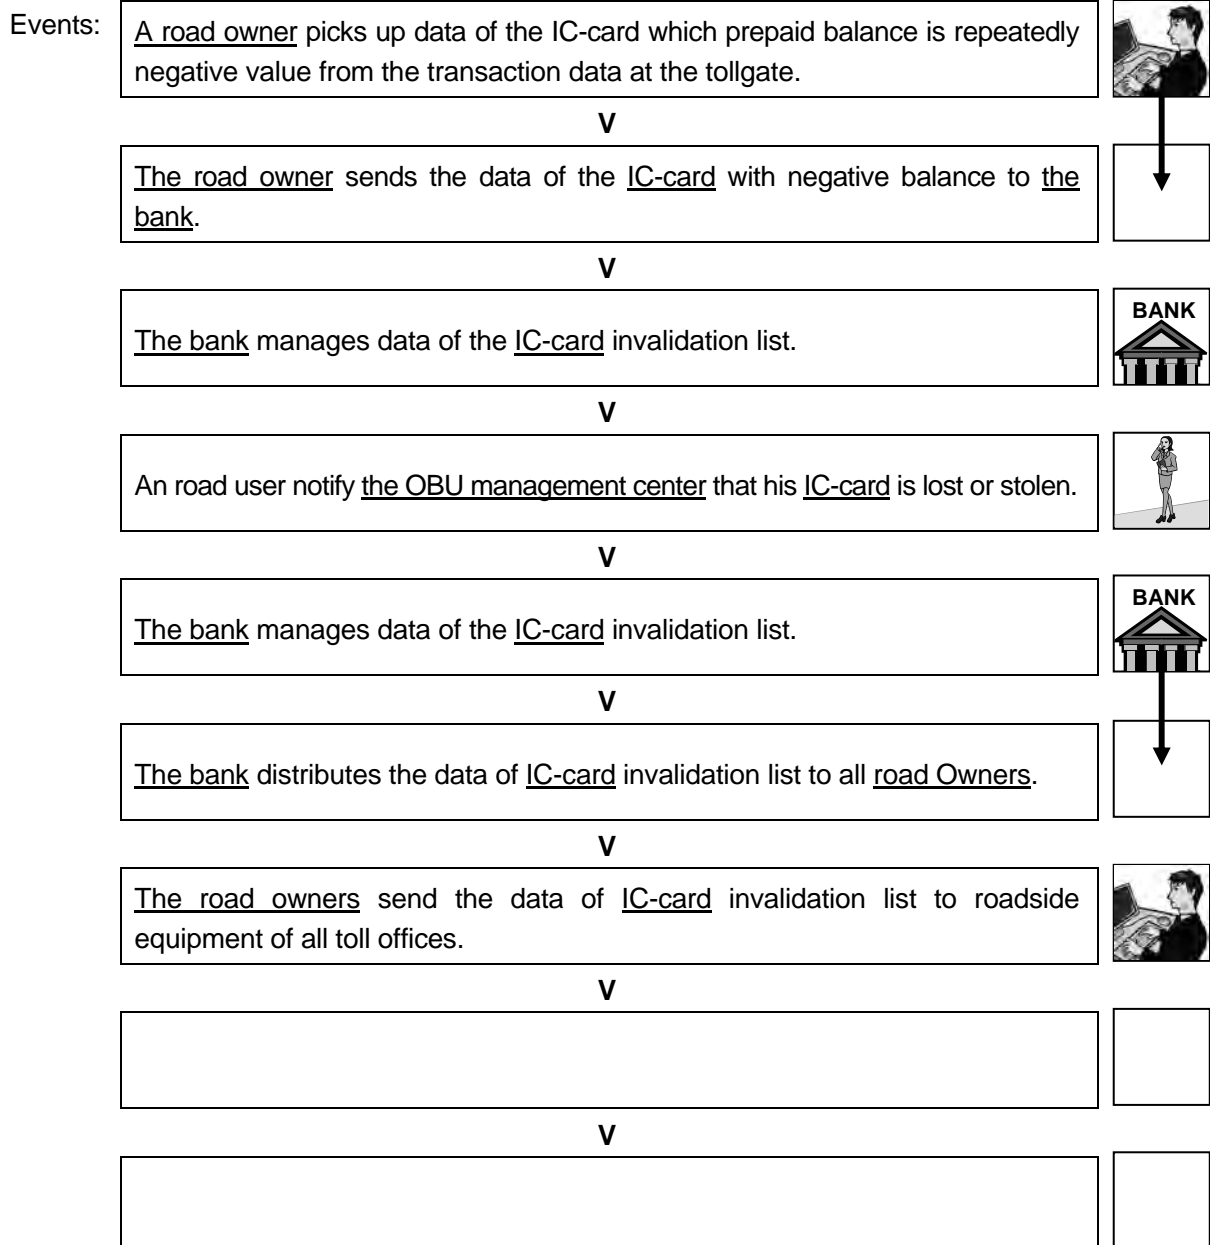 Events:
A road owner picks up data of the IC-card which prepaid balance is repeatedly
negative value from the transaction data at the tollgate.
V
The road owner sends the data of the IC-card with negative balance to the
bank.
V
The bank manages data of the IC-card invalidation list.
BANK
V
An road user notify the OBU management center that his IC-card is lost or stolen.
V
The bank manages data of the IC-card invalidation list.
BANK
V
The bank distributes the data of IC-card invalidation list to all road Owners.
V
The road owners send the data of IC-card invalidation list to roadside
equipment of all toll offices.
V
V